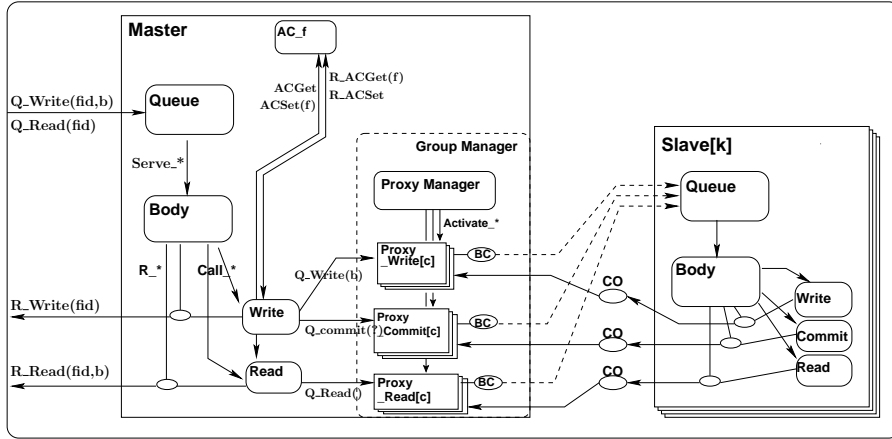 Master
AC_f
ACGet
ACSet(f)
R_ACGet(f)
R_ACSet
Q_Write(fid,b)
Q_Read(fid)
Queue
Serve_*
Body
R_*
Call_*
R_Write(fid)
Write
R_Read(fid,b)
Read
Group Manager
Proxy Manager
Activate_*
Q_Write(b)
Proxy
_Write[c]
BC
Q_commit(?)
Proxy
_Commit[c]
BC
Q_Read()
Proxy
_Read[c]
BC
CO
CO
CO
Slave[k]
Queue
Body
Write
Commit
Read